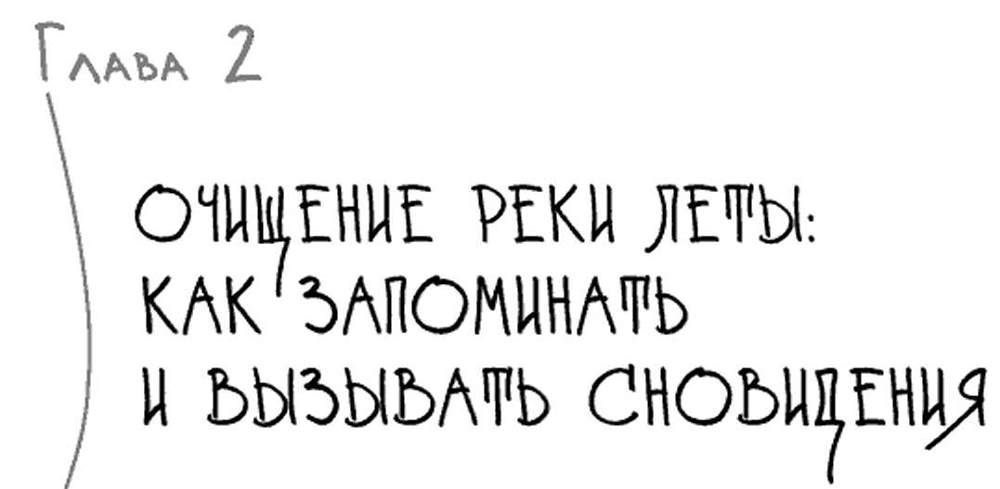 Глава 2
ОЧИЩЕНИЕ РЕКИ ЛЕТЫ:
КАК ЗАПОМИНАТЬ
И ВЫЗЫВАТЬ СНОВИДЕНИЯ